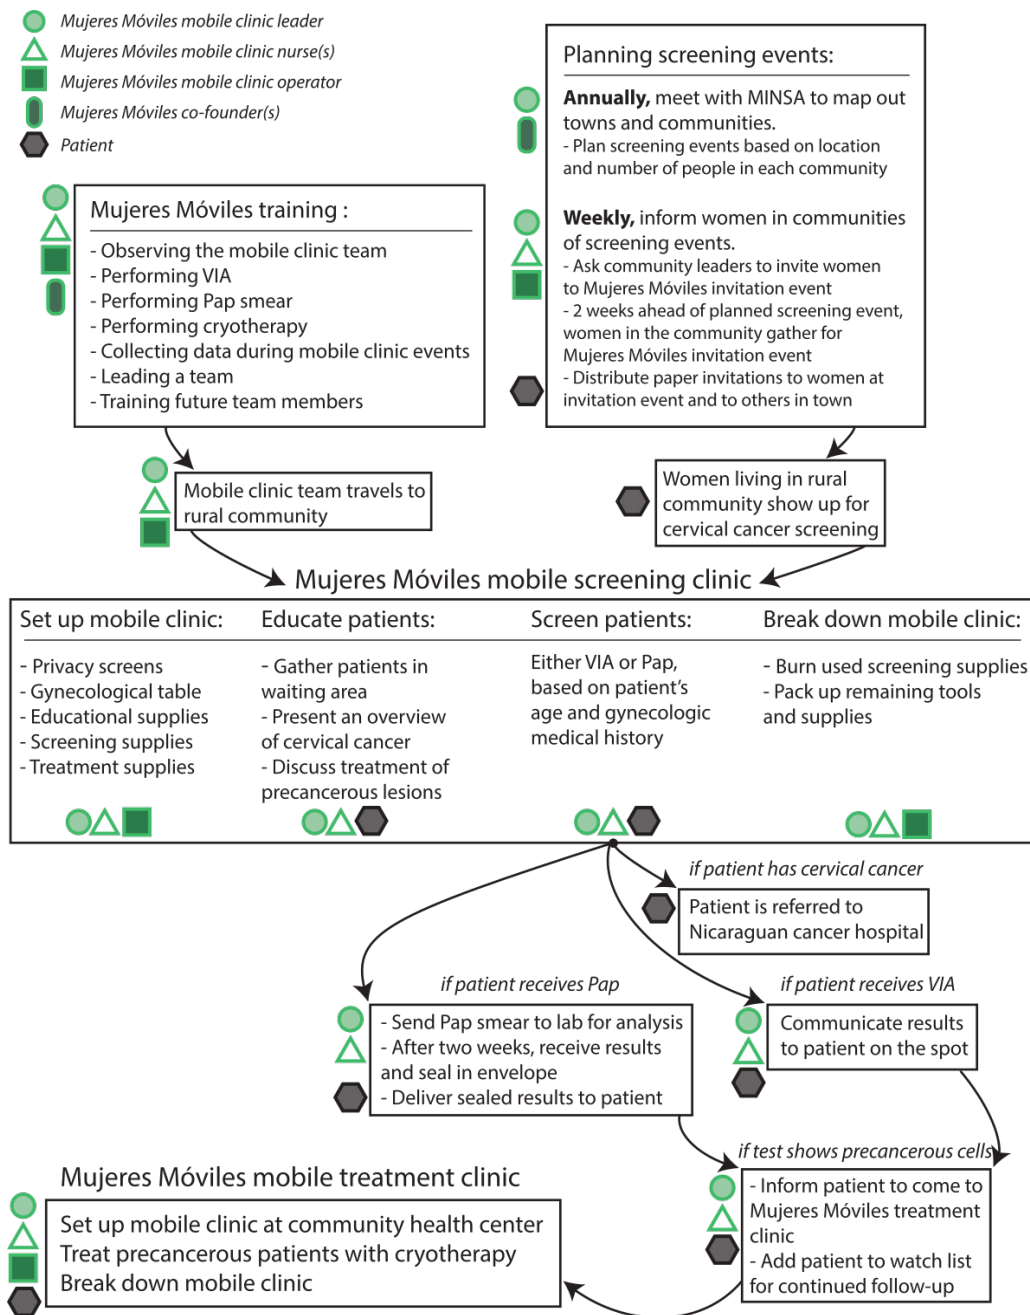 Mujeres Móviles mobile clinic leader
Mujeres Móviles mobile clinic nurse(s)
Mujeres Móviles mobile clinic operator
Mujeres Móviles co-founder(s)
Patient
Planning screening events:
Annually, meet with MINSA to map out
towns and communities.
- Plan screening events based on location
and number of people in each community
Weekly, inform women in communities
of screening events.
- Ask community leaders to invite women
to Mujeres Móviles invitation event
- 2 weeks ahead of planned screening event,
women in the community gather for
Mujeres Móviles invitation event
- Distribute paper invitations to women at
invitation event and to others in town
Mujeres Móviles training :
- Observing the mobile clinic team
- Performing VIA
- Performing Pap smear
- Performing cryotherapy
- Collecting data during mobile clinic events
- Leading a team
- Training future team members
Mobile clinic team travels to
rural community
Women living in rural
community show up for
cervical cancer screening
Mujeres Móviles mobile screening clinic
Set up mobile clinic:
- Privacy screens
- Gynecological table
- Educational supplies
- Screening supplies
- Treatment supplies
Educate patients:
- Gather patients in
waiting area
- Present an overview
of cervical cancer
- Discuss treatment of
precancerous lesions
Screen patients:
Either VIA or Pap,
based on patient's
age and gynecologic
medical history
Break down mobile clinic:
- Burn used screening supplies
- Pack up remaining tools
and supplies
if patient has cervical cancer
Patient is referred to
Nicaraguan cancer hospital
if patient receives Pap
- Send Pap smear to lab for analysis
- After two weeks, receive results
and seal in envelope
- Deliver sealed results to patient
if patient receives VIA
Communicate results
to patient on the spot
if test shows precancerous cells
- Inform patient to come to
Mujeres Móviles treatment
clinic
- Add patient to watch list
for continued follow-up
Mujeres Móviles mobile treatment clinic
Set up mobile clinic at community health center
Treat precancerous patients with cryotherapy
Break down mobile clinic